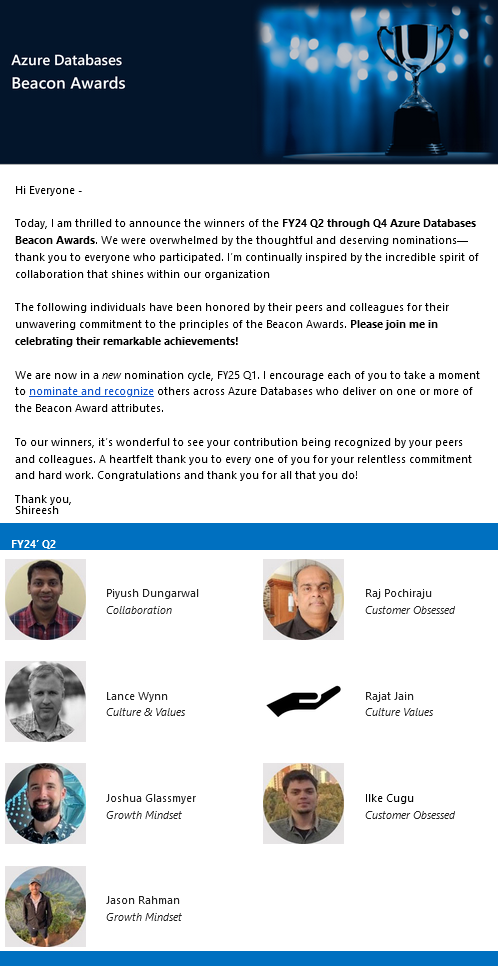 Azure Databases
Beacon Awards
Hi Everyone -
Today, I am thrilled to announce the winners of the FY24 Q2 through Q4 Azure Databases
Beacon Awards. We were overwhelmed by the thoughtful and deserving nominations—
thank you to everyone who participated. I'm continually inspired by the incredible spirit of
collaboration that shines within our organization
The following individuals have been honored by their peers and colleagues for their
unwavering commitment to the principles of the Beacon Awards. Please join me in
celebrating their remarkable achievements!
We are now in a new nomination cycle, FY25 Q1. I encourage each of you to take a moment
to nominate and recognize others across Azure Databases who deliver on one or more of
the Beacon Award attributes.
To our winners, it's wonderful to see your contribution being recognized by your peers
and colleagues. A heartfelt thank you to every one of you for your relentless commitment
and hard work. Congratulations and thank you for all that you do!
Thank you,
Shireesh
FY24' Q2
Piyush Dungarwal
Collaboration
Raj Pochiraju
Customer Obsessed
Lance Wynn
Culture & Values
Rajat Jain
Culture Values
Joshua Glassmyer
Growth Mindset
Ilke Cugu
Customer Obsessed
Jason Rahman
Growth Mindset